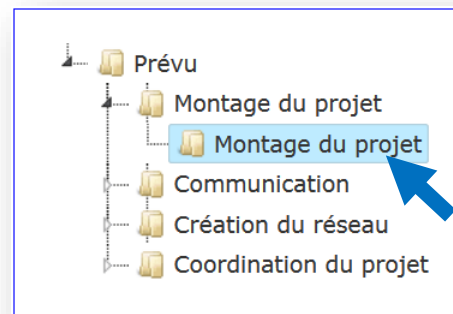 Prévu
Montage du projet
Montage du projet
Communication
Création du réseau
Coordination du projet